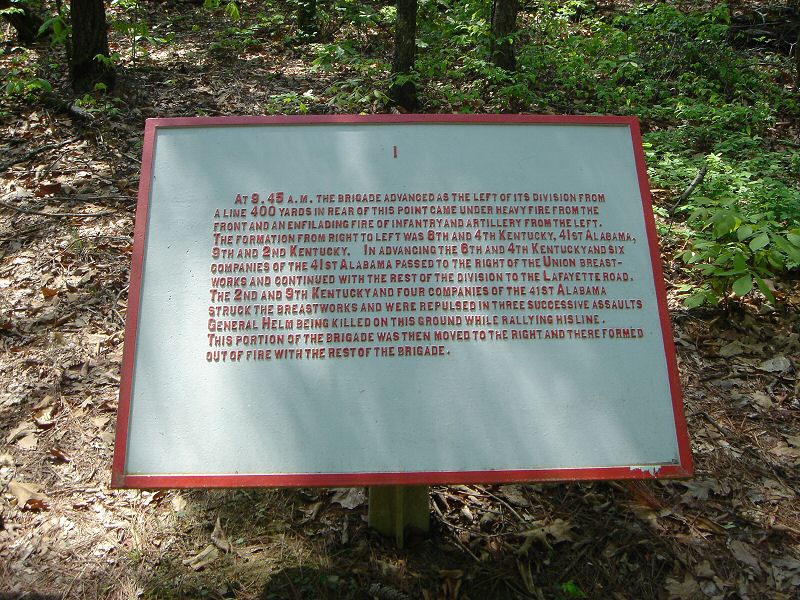 1
AT 9.45 A.M. THE BRIGADE ADVANCED AS THE LEFT OF ITS DIVISION FROM
A LINE 400 YARDS IN REAR OF THIS POINT CAME UNDER HEAVY FIRE FROM THE
FRONT AND AN ENFILADING FIRE OF INFANTRY AND ARTILLERY FROM THE LEFT.
THE FORMATION FROM RIGHT TO LEFT WAS 6TH AND 4TH KENTUCKY, 41ST ALABAMA,
9TH AND 2ND KENTUCKY. IN ADVANCING THE 6TH AND 4TH KENTUCKY AND SIX
COMPANIES OF THE 41ST ALABAMA PASSED TO THE RIGHT OF THE UNION BREAST-
WORKS AND CONTINUED WITH THE REST OF THE DIVISION TO THE LAFAYETTE ROAD.
THE 2ND AND 9TH KENTUCKY AND FOUR COMPANIES OF THE 41ST ALABAMA
STRUCK THE BREASTWORKS AND WERE REPULSED IN THREE SUCCESSIVE ASSAULTS
GENERAL HELM BEING KILLED ON THIS GROUND WHILE RALLYING HIS LINE.
THIS PORTION OF THE BRIGADE WAS THEN MOVED TO THE RIGHT AND THERE FORMED
OUT OF FIRE WITH THE REST OF THE BRIGADE.